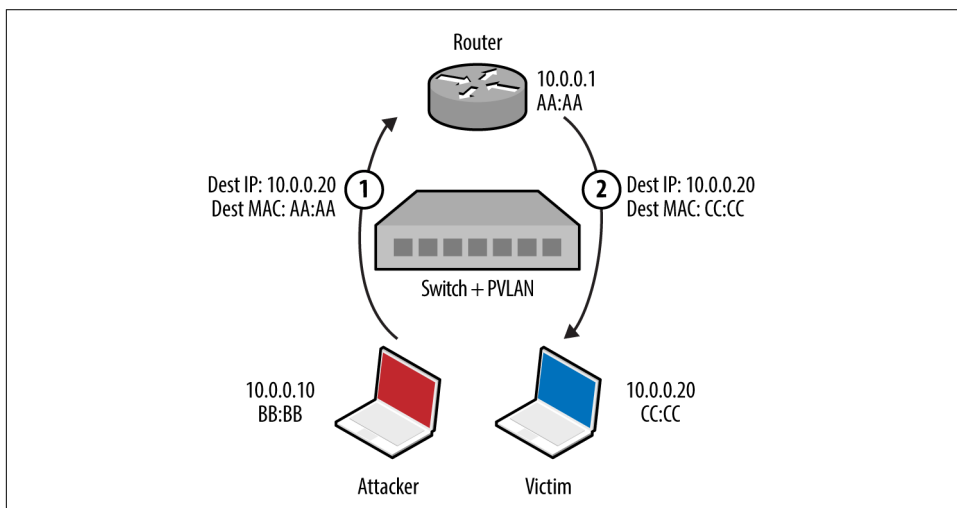 Router
10.0.0.1
AA:AA
Dest IP: 10.0.0.20
Dest MAC: AA:AA
1
2
Dest IP: 10.0.0.20
Dest MAC: CC:CC
Switch + PVLAN
10.0.0.10
BB:BB
10.0.0.20
CC:CC
Attacker
Victim